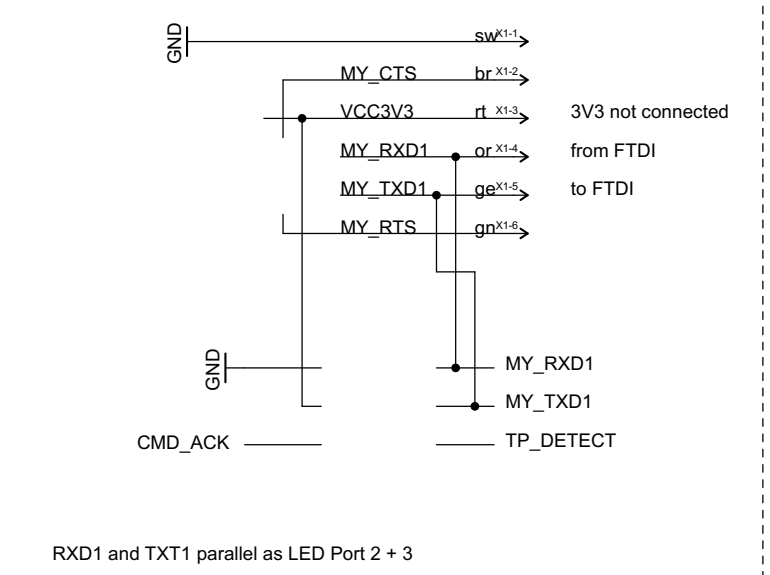 GND sw X1-1
MY_CTS br X1-2
VCC3V3 rt X1-3 3V3 not connected
MY_RXD1 or X1-4 from FTDI
MY_TXD1 ge X1-5 to FTDI
MY_RTS gn X1-6
GND MY_RXD1
MY_TXD1
CMD_ACK TP_DETECT
RXD1 and TXT1 parallel as LED Port 2 + 3